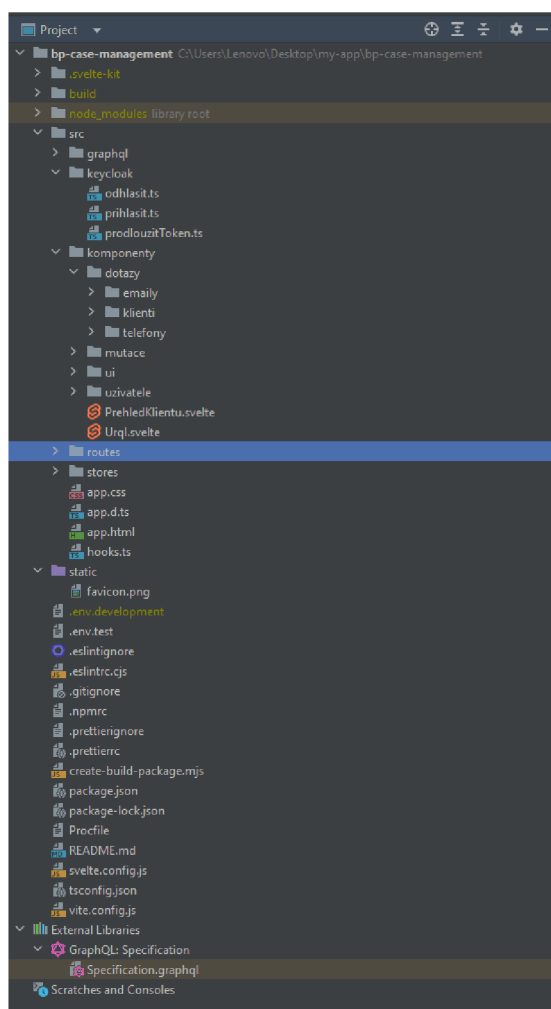 Project
bp-case-management C:\Users\Lenovo\Desktop\my-app\bp-case-management
.svelte-kit
build
node_modules library root
src
graphql
keycloak
odhlasit.ts
prihlasit.ts
prodlouzitToken.ts
komponenty
dotazy
emaily
klienti
telefony
mutace
ui
uzivatele
PrehledKlientu.svelte
Urql.svelte
routes
stores
app.css
app.d.ts
app.html
hooks.ts
static
favicon.png
.env.development
.env.test
.eslintignore
.eslintrc.cjs
.gitignore
.npmrc
.prettierignore
.prettierrc
create-build-package.mjs
package.json
package-lock.json
Procfile
README.md
svelte.config.js
tsconfig.json
vite.config.js
External Libraries
GraphQL: Specification
Specification.graphql
Scratches and Consoles